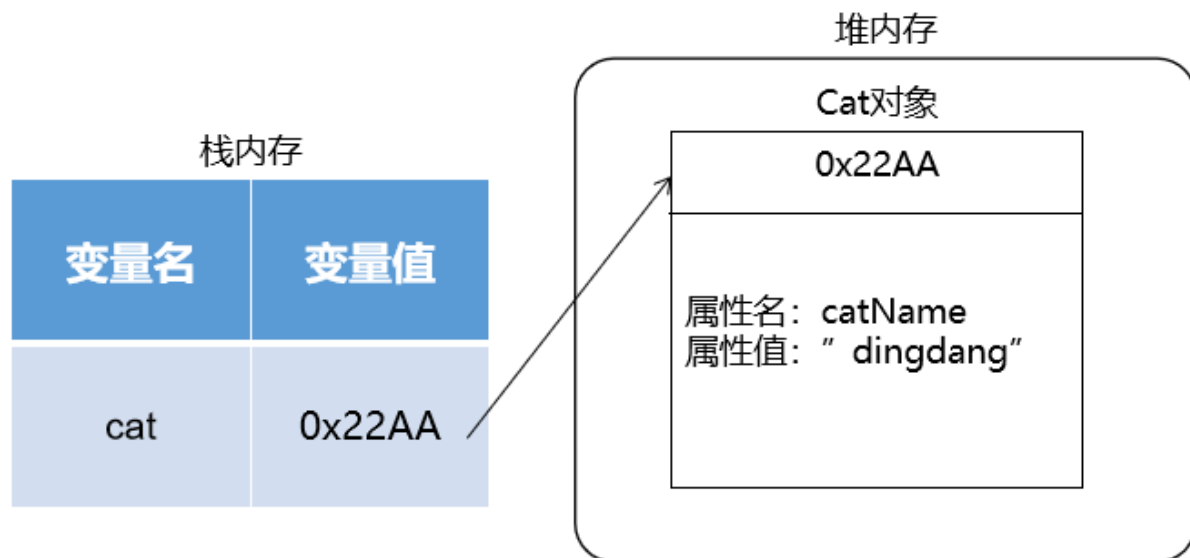 堆内存
Cat对象
0x22AA
属性名：catName
属性值：”dingdang”
栈内存
变量名 变量值
cat 0x22AA